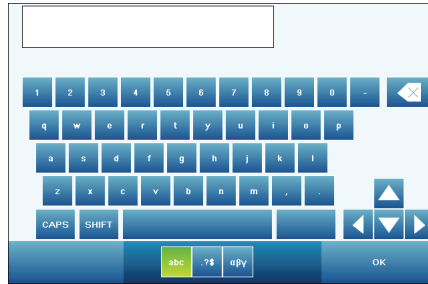 1 2 3 4 5 6 7 8 9 0 -
q w e r t y u i o p
a s d f g h j k l
z x c v b n m , .
CAPS SHIFT
abc .?$ αβγ OK